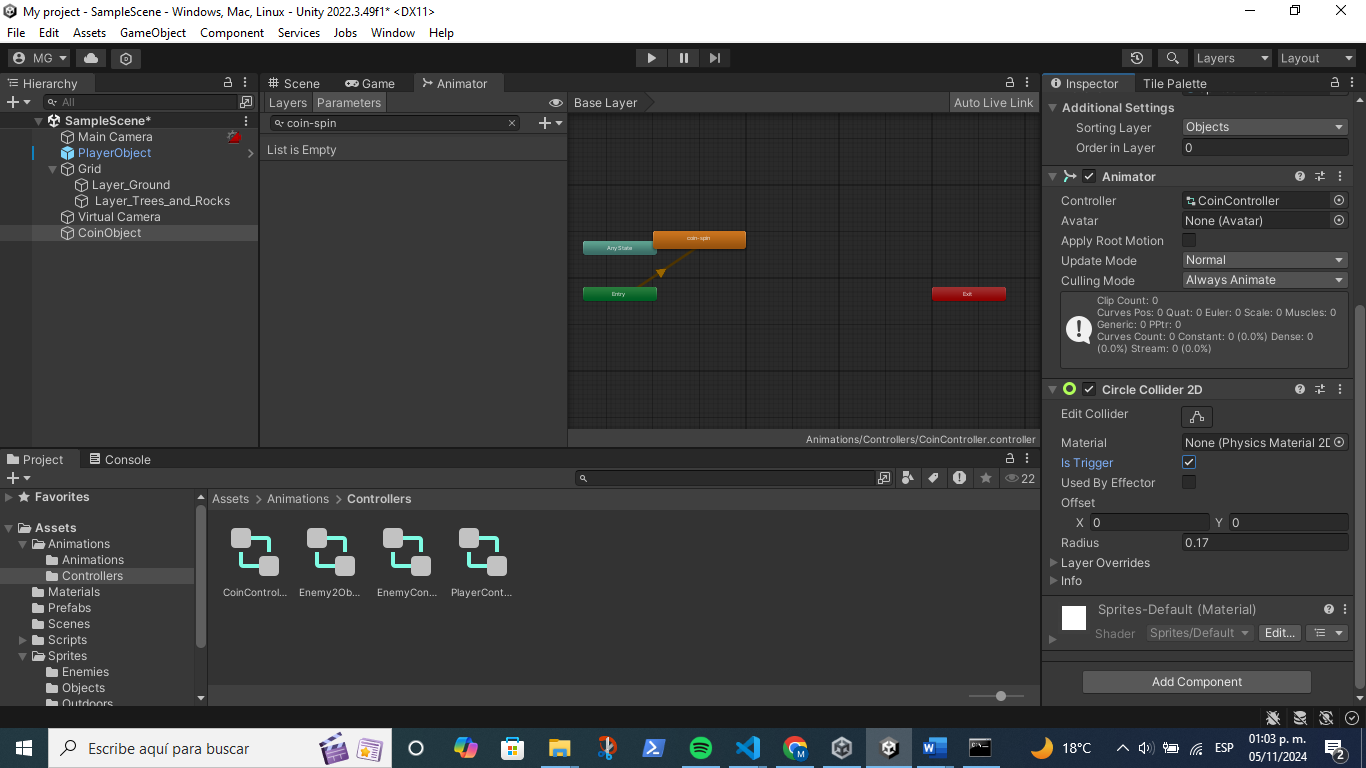 My project - SampleScene - Windows, Mac, Linux - Unity 2022.3.49f1* <DX11>
File Edit Assets GameObject Component Services Jobs Window Help
MG
Layers
Layout
Hierarchy
All
SampleScene*
Main Camera
PlayerObject
Grid
Layer_Ground
Layer_Trees_and_Rocks
Virtual Camera
CoinObject
Scene Game Animator
Layers Parameters
coin-spin
List is Empty
Base Layer
Auto Live Link
coin-spin
Any State
Entry
Exit
Animations/Controllers/CoinController.controller
Inspector Tile Palette
Additional Settings
Sorting Layer Objects
Order in Layer 0
Animator
Controller CoinController
Avatar None (Avatar)
Apply Root Motion
Update Mode Normal
Culling Mode Always Animate
Clip Count: 0
Curves Pos: 0 Quat: 0 Euler: 0 Scale: 0 Muscles: 0
Generic: 0 PPtr: 0
Curves Count: 0 Constant: 0 (0.0%) Dense: 0
(0.0%) Stream: 0 (0.0%)
Circle Collider 2D
Edit Collider
Material None (Physics Material 2D
Is Trigger
Used By Effector
Offset
X 0 Y 0
Radius 0.17
Layer Overrides
Info
Sprites-Default (Material)
Shader Sprites/Default Edit...
Add Component
Project Console
22
Favorites
Assets
Animations
Animations
Controllers
Materials
Prefabs
Scenes
Scripts
Sprites
Enemies
Objects
Outdoors
Assets > Animations > Controllers
CoinControl... Enemy2Ob... EnemyCon... PlayerCont...
Escribe aquí para buscar
18°C
ESP
01:03 p. m.
05/11/2024
2